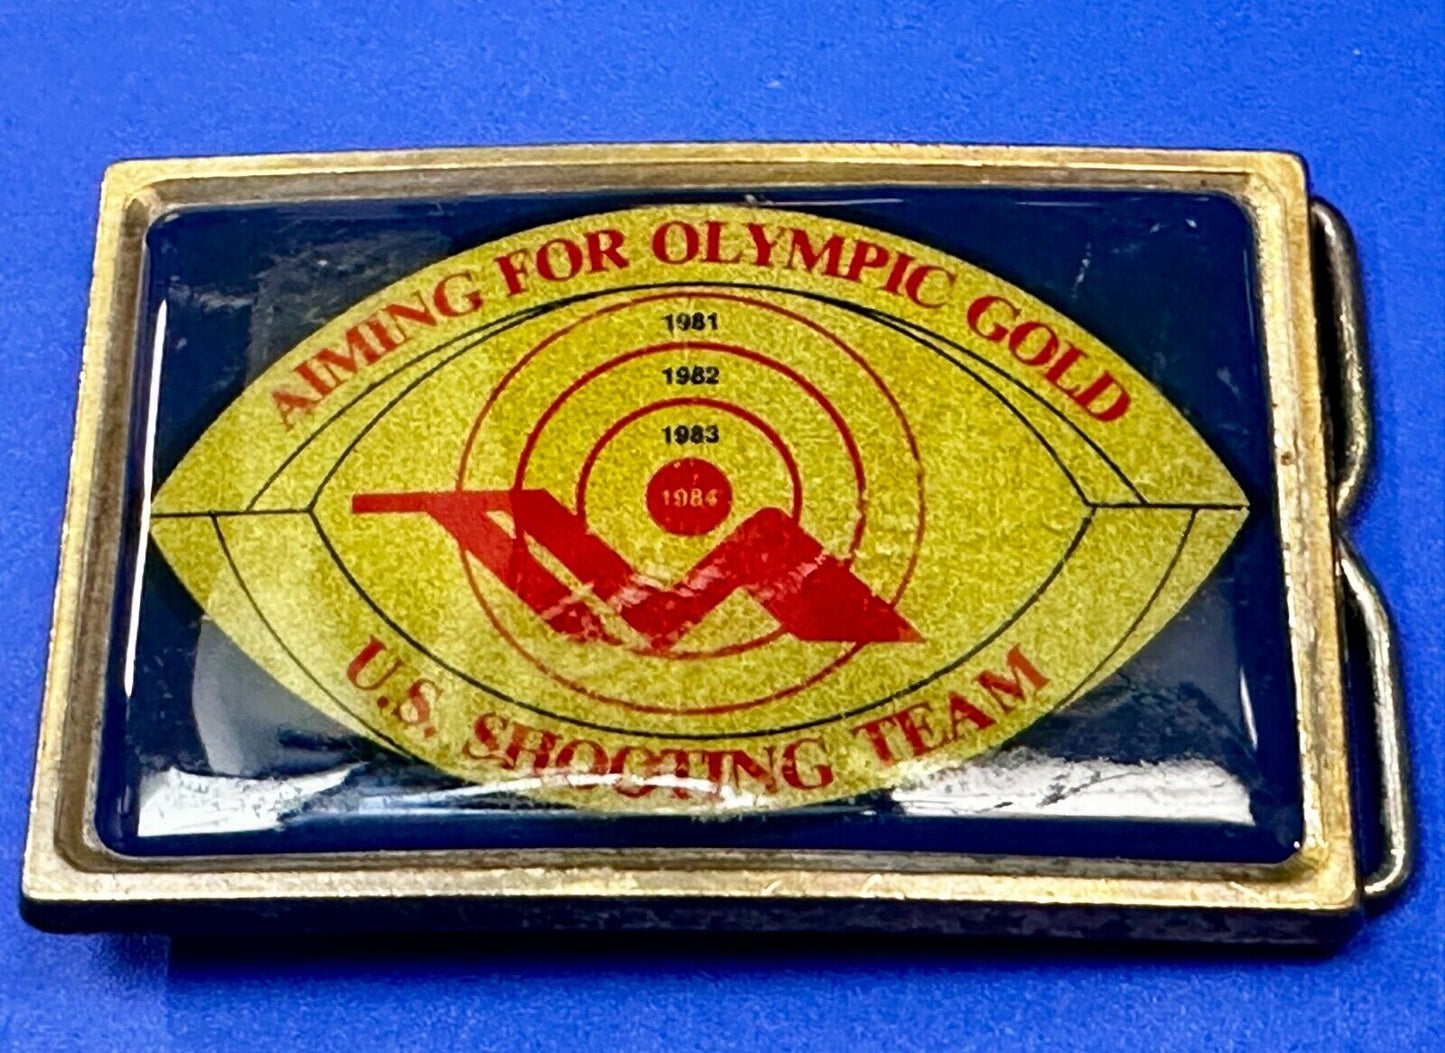 AIMING FOR OLYMPIC GOLD
1981
1982
1983
1984
U.S. SHOOTING TEAM